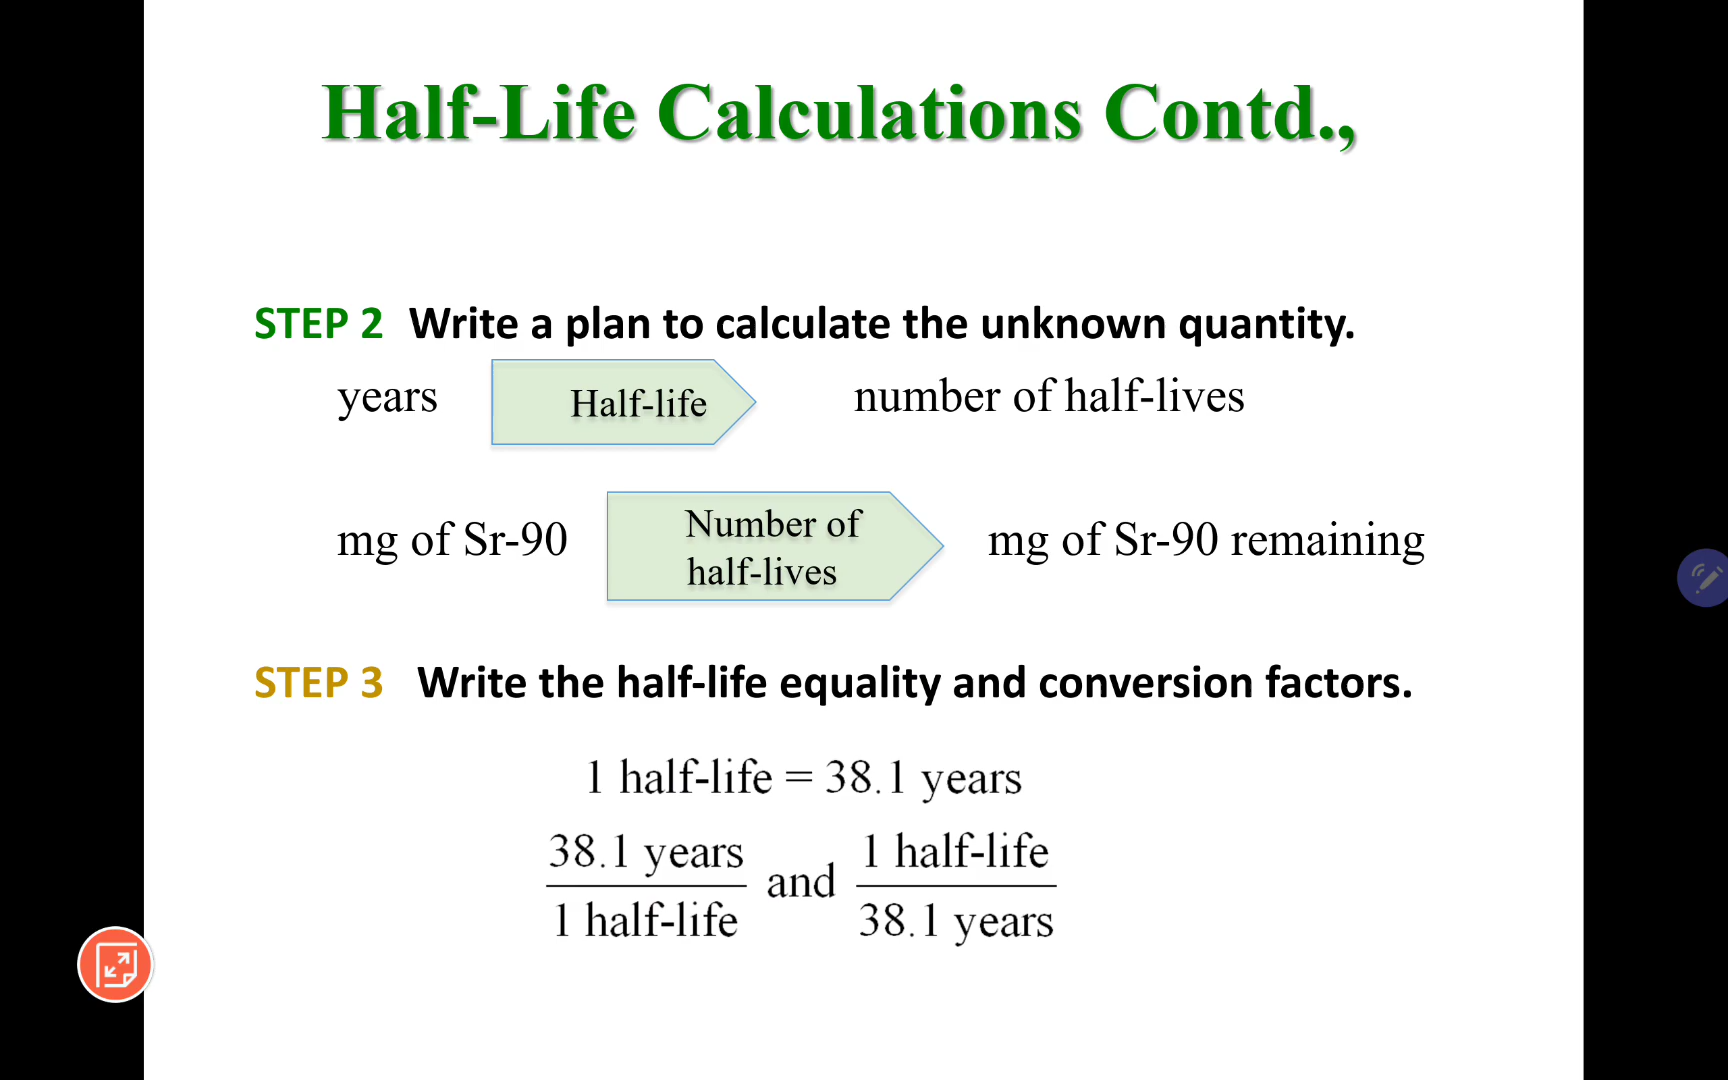 Half-Life Calculations Contd.,
STEP 2 Write a plan to calculate the unknown quantity.
years Half-life number of half-lives
mg of Sr-90 Number of half-lives mg of Sr-90 remaining
STEP 3 Write the half-life equality and conversion factors.
1 half-life = 38.1 years
38.1 years and 1 half-life
1 half-life 38.1 years